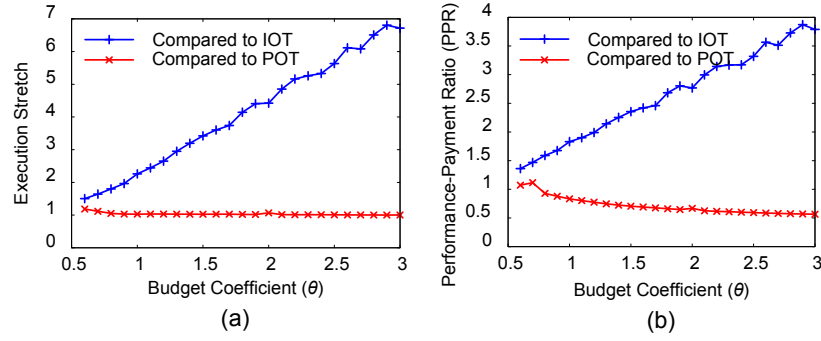 7
6
5
4
3
2
1
0
Execution Stretch
Compared to IOT
Compared to POT
0.5 1 1.5 2 2.5 3
Budget Coefficient (θ)
(a)
4
3.5
3
2.5
2
1.5
1
0.5
0
Performance-Payment Ratio (PPR)
Compared to IOT
Compared to POT
0.5 1 1.5 2 2.5 3
Budget Coefficient (θ)
(b)